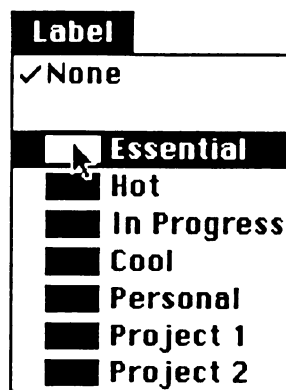 Label
✓None
Essential
Hot
In Progress
Cool
Personal
Project 1
Project 2